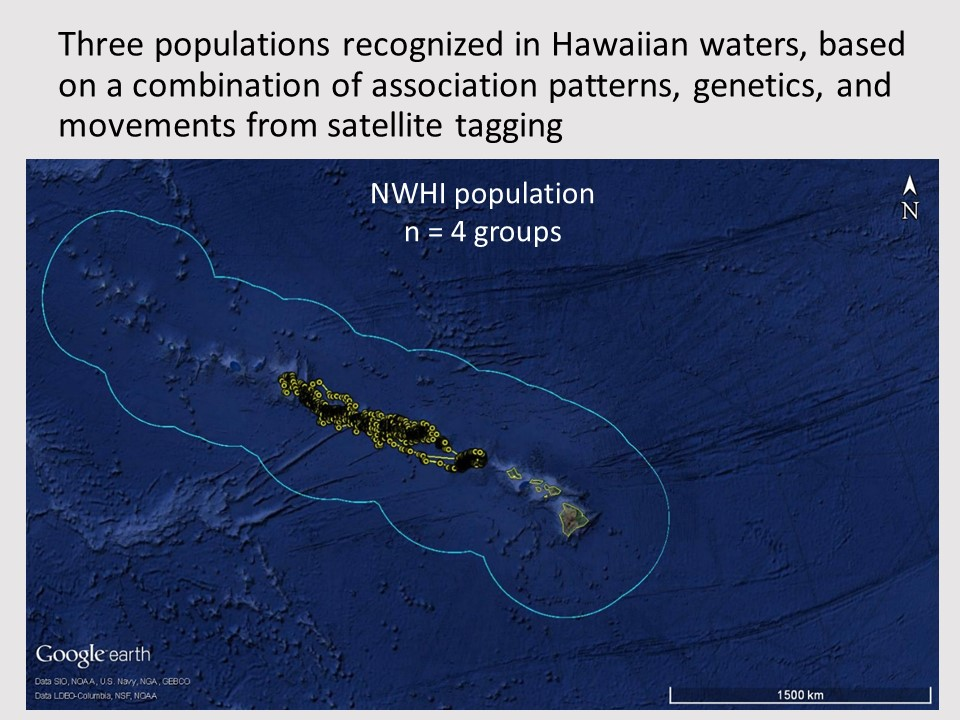 Three populations recognized in Hawaiian waters, based
on a combination of association patterns, genetics, and
movements from satellite tagging
NWHI population
n = 4 groups
N
Google earth
Data SIO, NOAA, U.S. Navy, NGA, GEBCO
Data LDEO-Columbia, NSF, NOAA
1500 km